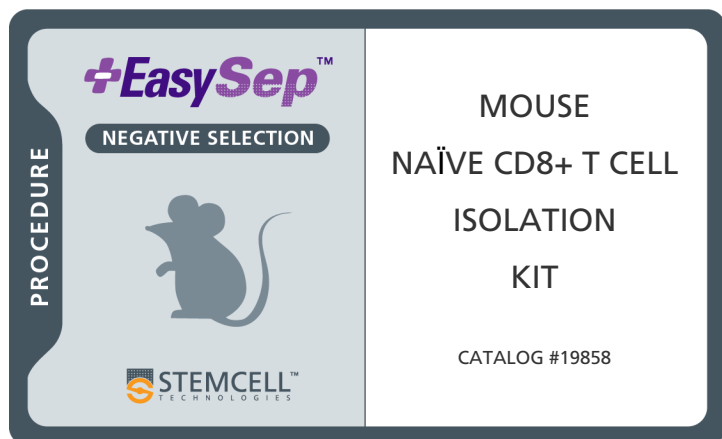 PROCEDURE
EasySep™
NEGATIVE SELECTION
STEMCELL™
TECHNOLOGIES
MOUSE
NAÏVE CD8+ T CELL
ISOLATION
KIT
CATALOG #19858